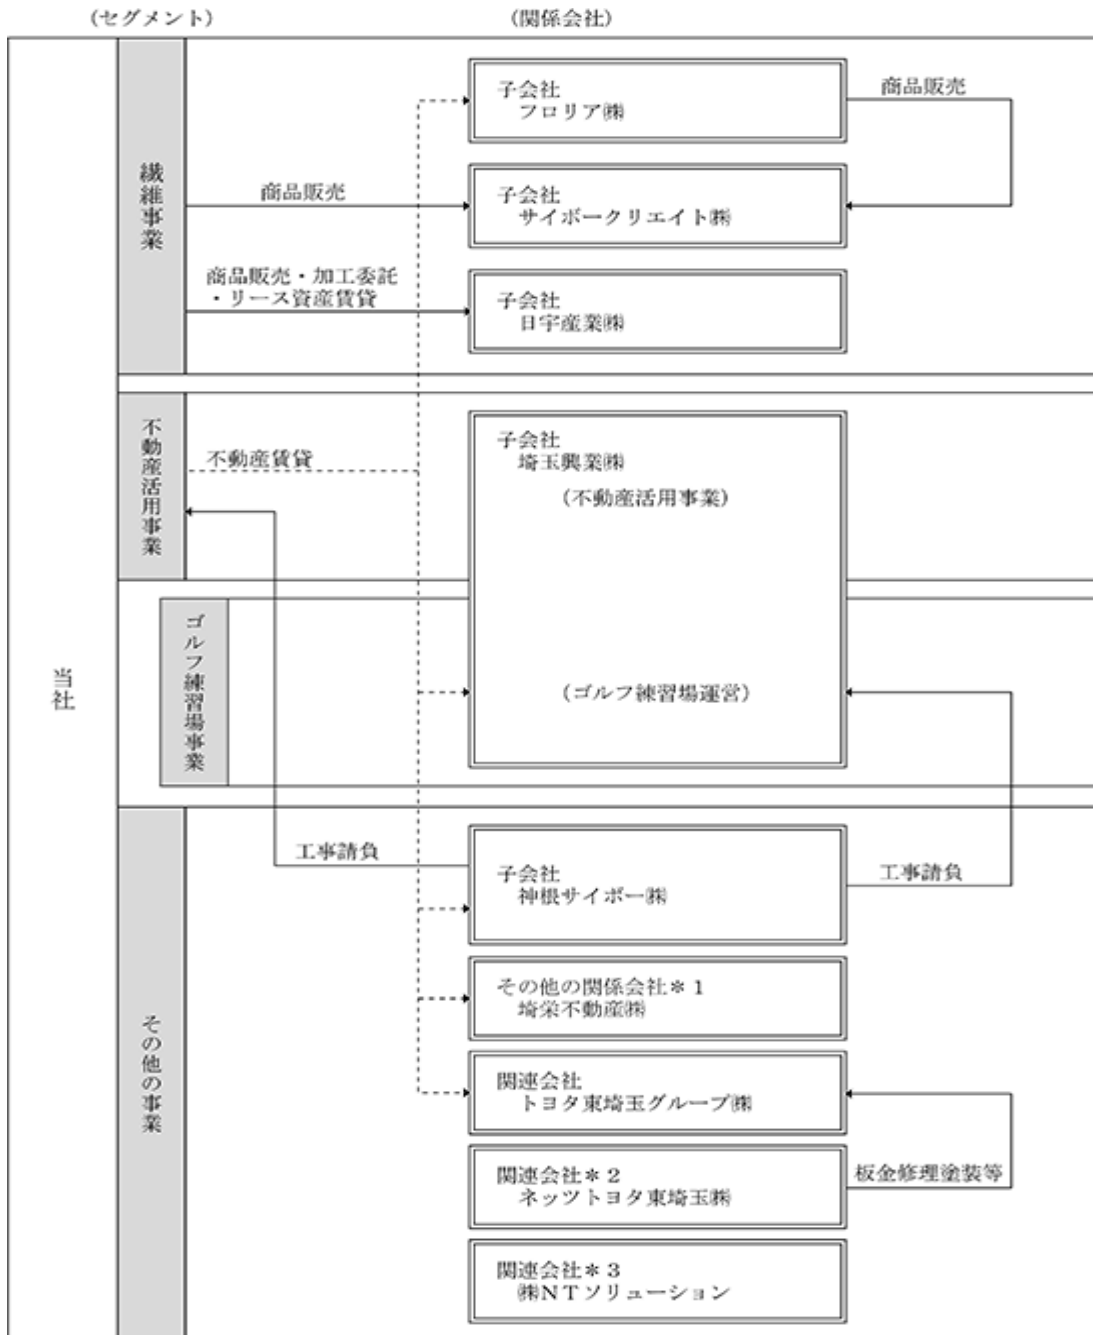 (セグメント)
(関係会社)
当社
繊維事業
子会社
フロリア㈱
商品販売
商品販売
子会社
サイボークリエイト㈱
商品販売・加工委託
・リース資産賃貸
子会社
日宇産業㈱
不動産活用事業
不動産賃貸
子会社
埼玉興業㈱
(不動産活用事業)
ゴルフ練習場事業
(ゴルフ練習場運営)
その他の事業
工事請負
子会社
神根サイボー㈱
工事請負
その他の関係会社＊1
埼栄不動産㈱
関連会社
トヨタ東埼玉グループ㈱
関連会社＊2
ネッツトヨタ東埼玉㈱
板金修理塗装等
関連会社＊3
㈱NTソリューション